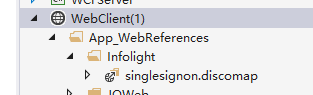 WebClient(1)
App_WebReferences
Infolight
singlesignon.discomap